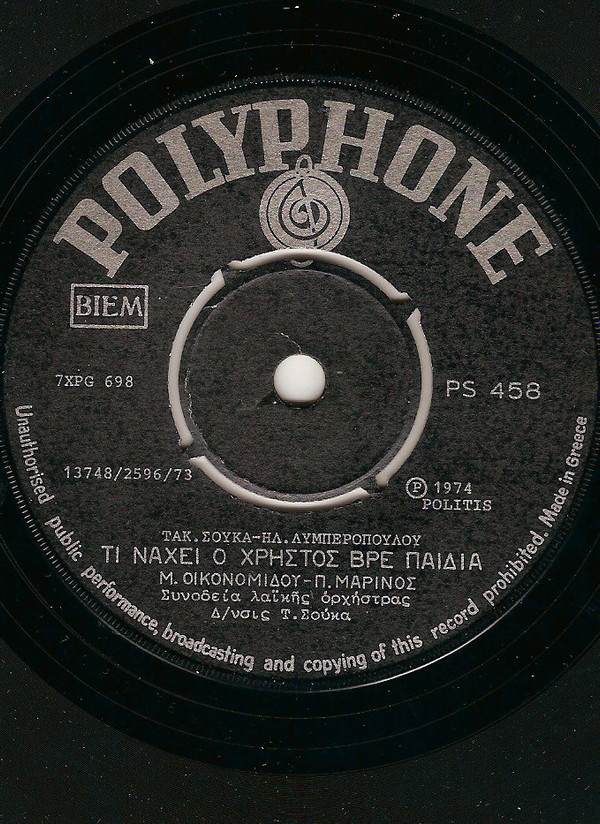 POLYPHONE
BIEM
7XPG 698
PS 458
13748/2596/73
Ⓟ 1974
POLITIS
ΤΑΚ. ΣΟΥΚΑ-ΗΛ. ΛΥΜΠΕΡΟΠΟΥΛΟΥ
ΤΙ ΝΑΧΕΙ Ο ΧΡΗΣΤΟΣ ΒΡΕ ΠΑΙΔΙΑ
Μ. ΟΙΚΟΝΟΜΙΔΟΥ-Π. ΜΑΡΙΝΟΣ
Συνοδεία λαϊκῆς ὀρχήστρας
Δ/νσις Τ. Σούκα
Unauthorised public performance, broadcasting and copying of this record prohibited. Made in Greece